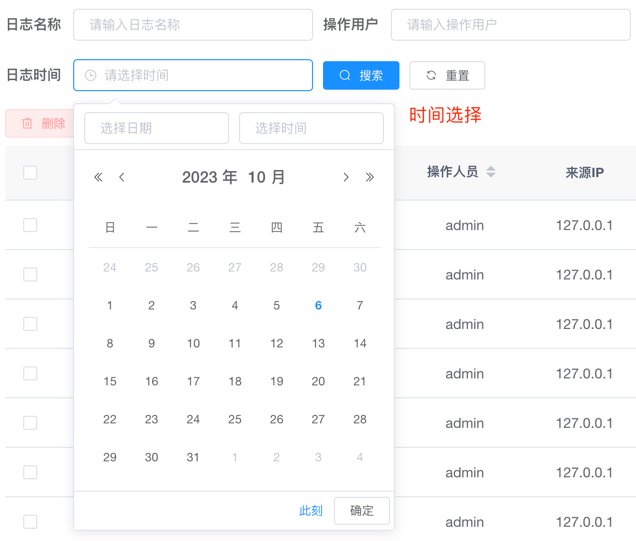 日志名称 请输入日志名称 操作用户 请输入操作用户
日志时间 请选择时间 搜索 重置
删除 选择日期 选择时间 时间选择
2023 年 10 月 操作人员 来源IP
日 一 二 三 四 五 六 admin 127.0.0.1
24 25 26 27 28 29 30 admin 127.0.0.1
1 2 3 4 5 6 7
8 9 10 11 12 13 14 admin 127.0.0.1
15 16 17 18 19 20 21 admin 127.0.0.1
22 23 24 25 26 27 28 admin 127.0.0.1
29 30 31 1 2 3 4 admin 127.0.0.1
此刻 确定 admin 127.0.0.1